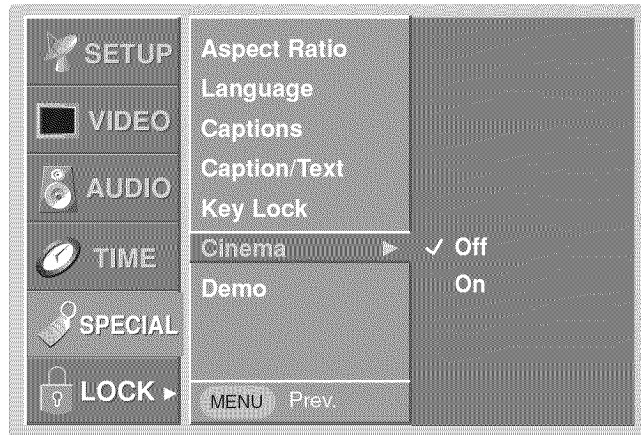 SETUP
VIDEO
AUDIO
TIME
SPECIAL
LOCK ►
Aspect Ratio
Language
Captions
Caption/Text
Key Lock
Cinema ►
Demo
MENU Prev.
✓ Off
On